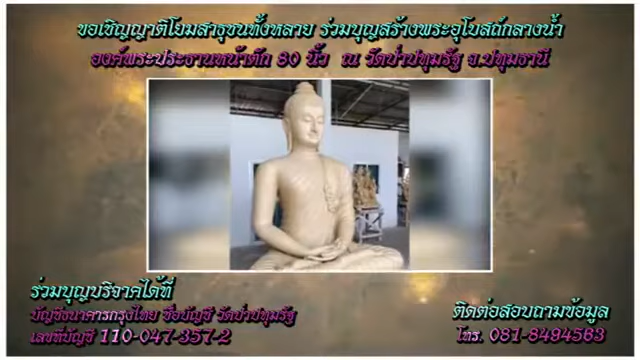 ขอเชิญญาติโยมสาธุชนทั้งหลาย ร่วมบุญสร้างพระอุโบสถ์กลางน้ำ
องค์พระประธานหน้าตัก 80 นิ้ว ณ วัดป่าปทุมรัฐ จ.ปทุมธานี
ร่วมบุญบริจาคได้ที่
บัญชีธนาคารกรุงไทย ชื่อบัญชี วัดป่าปทุมรัฐ
เลขที่บัญชี 110-047-357-2
ติดต่อสอบถามข้อมูล
โทร. 081-8494563